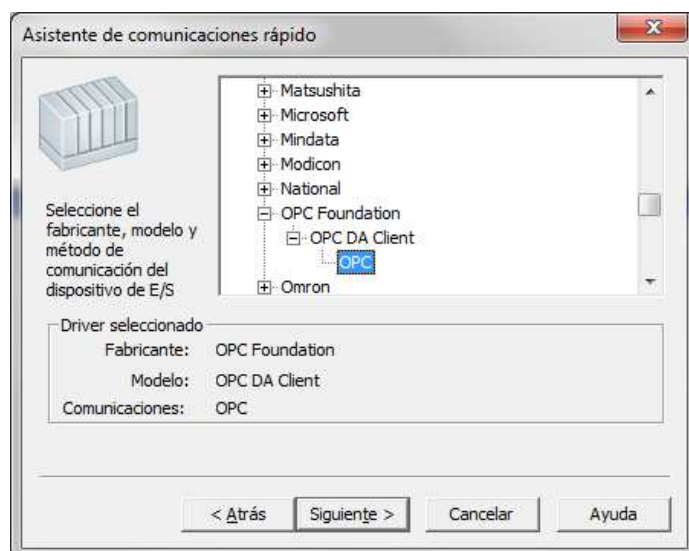 Asistente de comunicaciones rápido
Matsushita
Microsoft
Mindata
Modicon
National
OPC Foundation
OPC DA Client
OPC
Omron
Seleccione el
fabricante, modelo y
método de
comunicación del
dispositivo de E/S
Driver seleccionado
Fabricante: OPC Foundation
Modelo: OPC DA Client
Comunicaciones: OPC
< Atrás Siguiente > Cancelar Ayuda